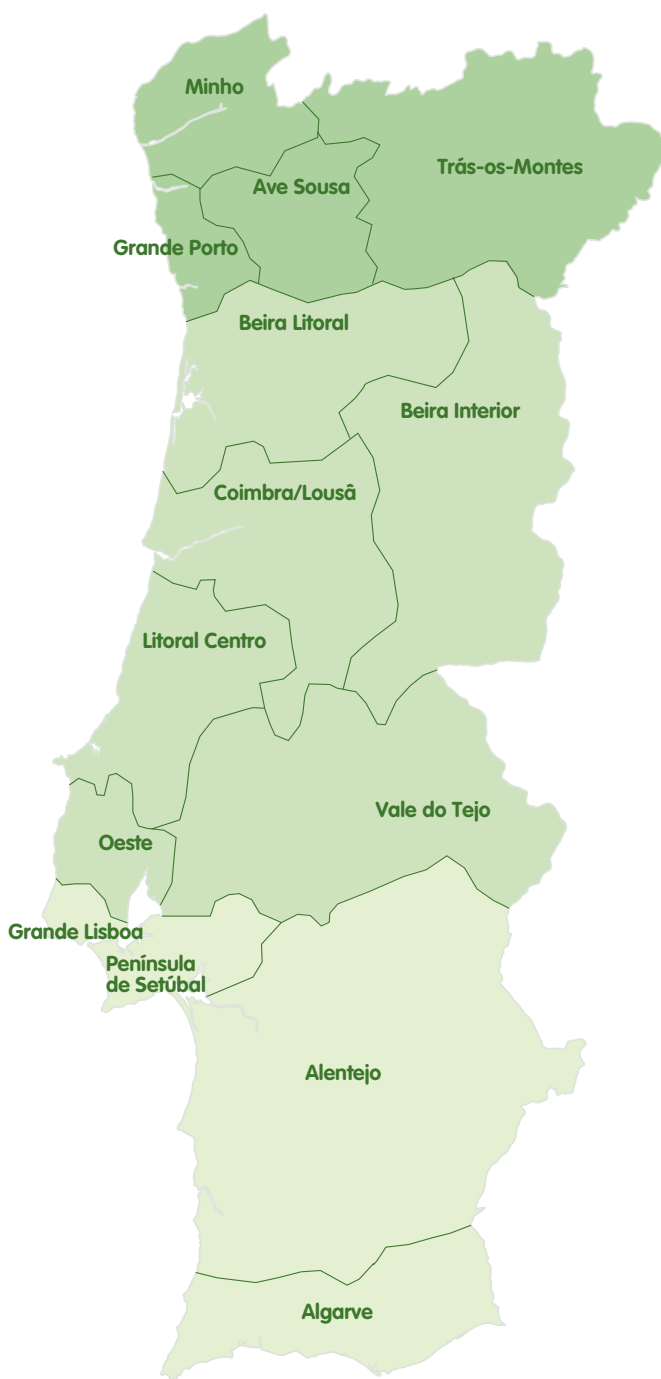 Minho
Trás-os-Montes
Ave Sousa
Grande Porto
Beira Litoral
Beira Interior
Coimbra/Lousâ
Litoral Centro
Vale do Tejo
Oeste
Grande Lisboa
Península
de Setúbal
Alentejo
Algarve